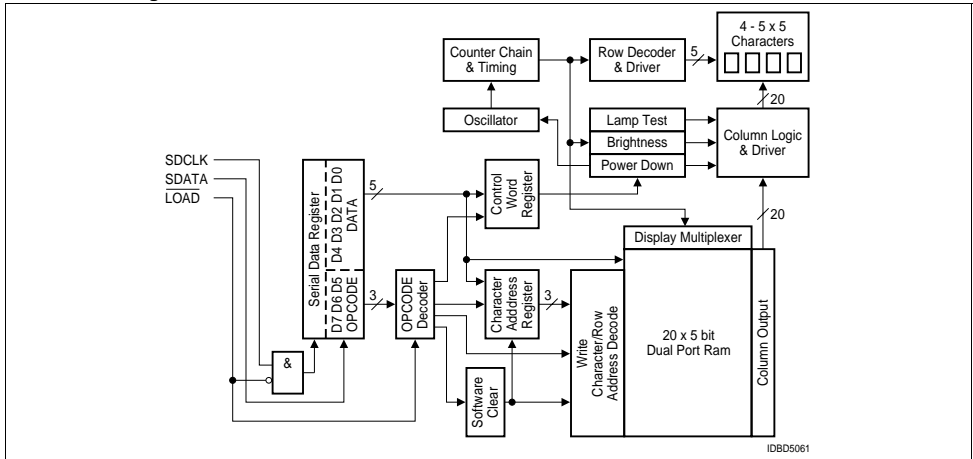 4 - 5 x 5
Characters
Counter Chain
& Timing
Row Decoder
& Driver
5
20
Oscillator
Lamp Test
Brightness
Power Down
Column Logic
& Driver
SDCLK
SDATA
LOAD
Serial Data Register
D4 D3 D2 D1 D0
DATA
D7 D6 D5
OPCODE
5
3
Control
Word
Register
20
Display Multiplexer
OPCODE
Decoder
Character
Adddress
Register
3
Write
Character/Row
Address Decode
20 x 5 bit
Dual Port Ram
Column Output
&
Software
Clear
IDBD5061